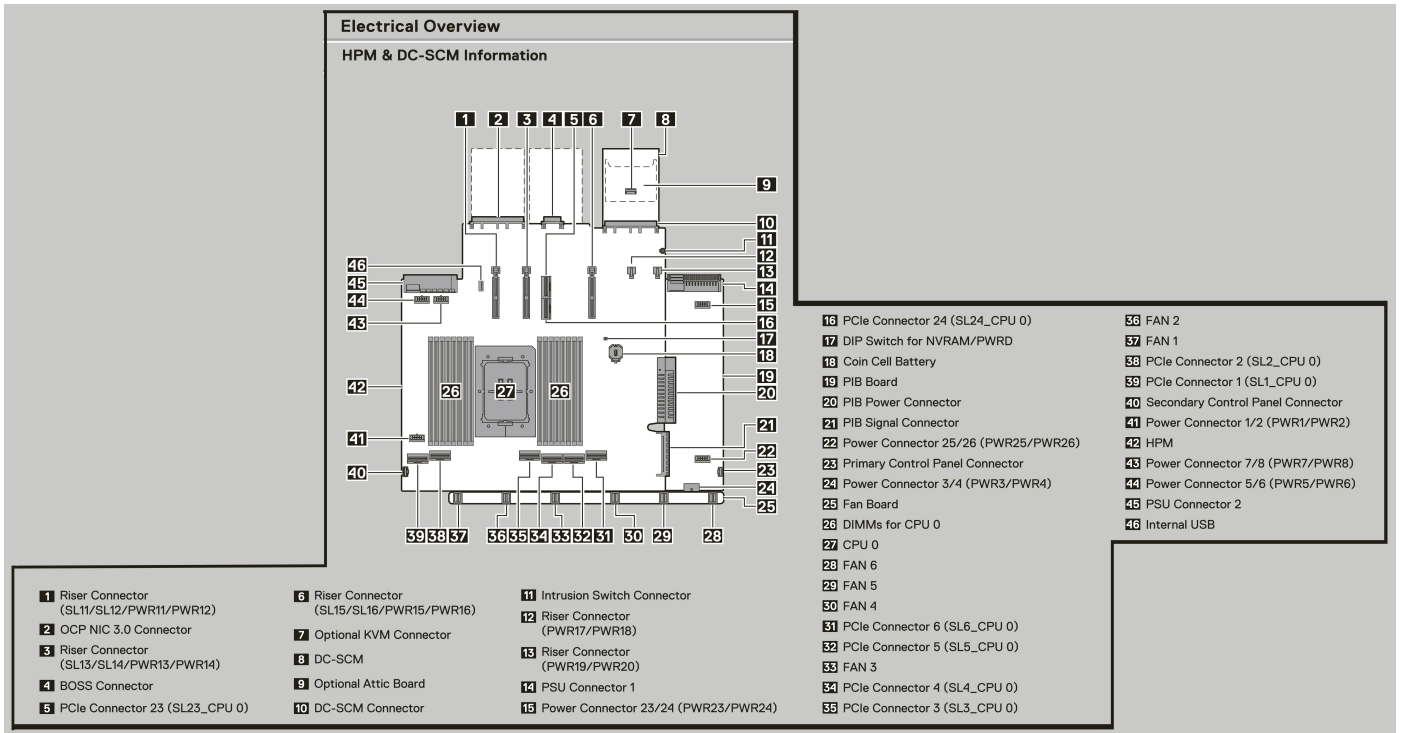 Electrical Overview
HPM & DC-SCM Information
1 2 3 4 5 6 7 8
9
10
11
12
13
14
15
16
17
18
19
20
21
22
23
24
25
46
45
44
43
42
41
40
26 27 26
39 38 37 36 35 34 33 32 31 30 29 28
1 Riser Connector
(SL11/SL12/PWR11/PWR12)
2 OCP NIC 3.0 Connector
3 Riser Connector
(SL13/SL14/PWR13/PWR14)
4 BOSS Connector
5 PCIe Connector 23 (SL23_CPU 0)
6 Riser Connector
(SL15/SL16/PWR15/PWR16)
7 Optional KVM Connector
8 DC-SCM
9 Optional Attic Board
10 DC-SCM Connector
11 Intrusion Switch Connector
12 Riser Connector
(PWR17/PWR18)
13 Riser Connector
(PWR19/PWR20)
14 PSU Connector 1
15 Power Connector 23/24 (PWR23/PWR24)
16 PCIe Connector 24 (SL24_CPU 0)
17 DIP Switch for NVRAM/PWRD
18 Coin Cell Battery
19 PIB Board
20 PIB Power Connector
21 PIB Signal Connector
22 Power Connector 25/26 (PWR25/PWR26)
23 Primary Control Panel Connector
24 Power Connector 3/4 (PWR3/PWR4)
25 Fan Board
26 DIMMs for CPU 0
27 CPU 0
28 FAN 6
29 FAN 5
30 FAN 4
31 PCIe Connector 6 (SL6_CPU 0)
32 PCIe Connector 5 (SL5_CPU 0)
33 FAN 3
34 PCIe Connector 4 (SL4_CPU 0)
35 PCIe Connector 3 (SL3_CPU 0)
36 FAN 2
37 FAN 1
38 PCIe Connector 2 (SL2_CPU 0)
39 PCIe Connector 1 (SL1_CPU 0)
40 Secondary Control Panel Connector
41 Power Connector 1/2 (PWR1/PWR2)
42 HPM
43 Power Connector 7/8 (PWR7/PWR8)
44 Power Connector 5/6 (PWR5/PWR6)
45 PSU Connector 2
46 Internal USB